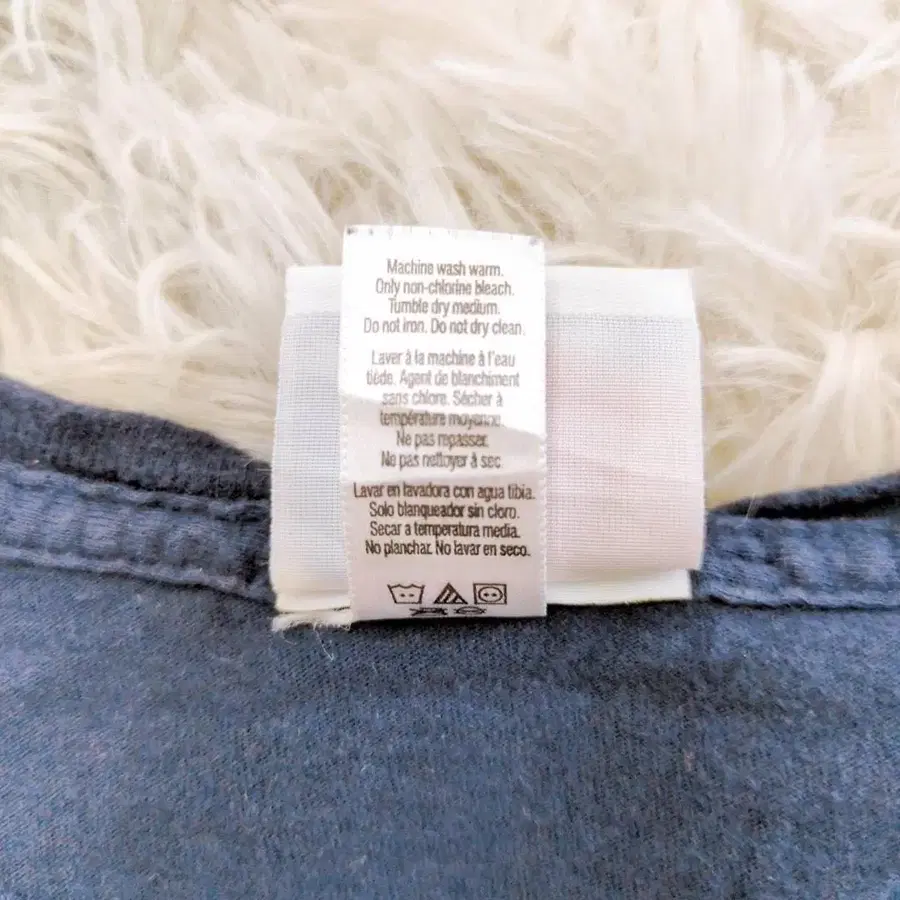 Machine wash warm.
Only non-chlorine bleach.
Tumble dry medium.
Do not iron. Do not dry clean.
Laver à la machine à l'eau
tiède. Agent de blanchiment
sans chlore. Sécher à
température moyenne.
Ne pas repasser.
Ne pas nettoyer à sec.
Lavar en lavadora con agua tibia.
Solo blanqueador sin cloro.
Secar a temperatura media.
No planchar. No lavar en seco.